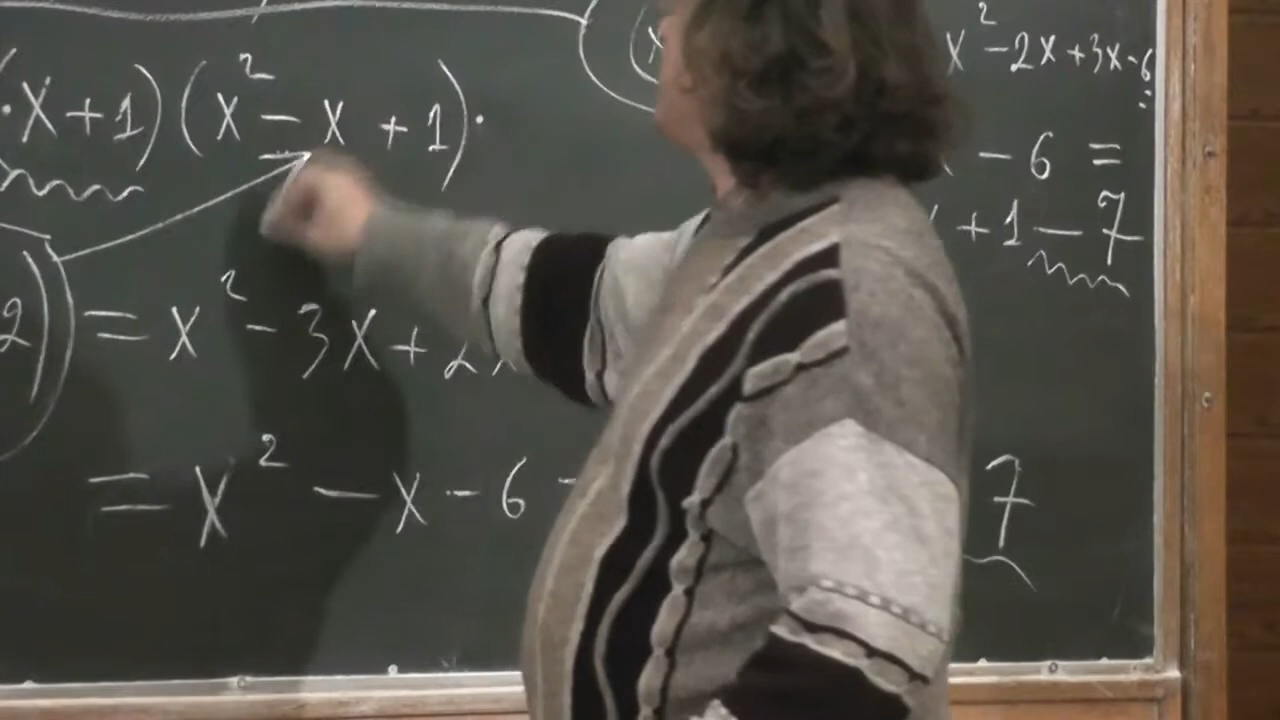 ·x + 1) (x² - x + 1)·
x² - 2x + 3x - 6
- 6 =
+ 1 - 7
2) = x² - 3x + 2
= x² - x - 6 -
7